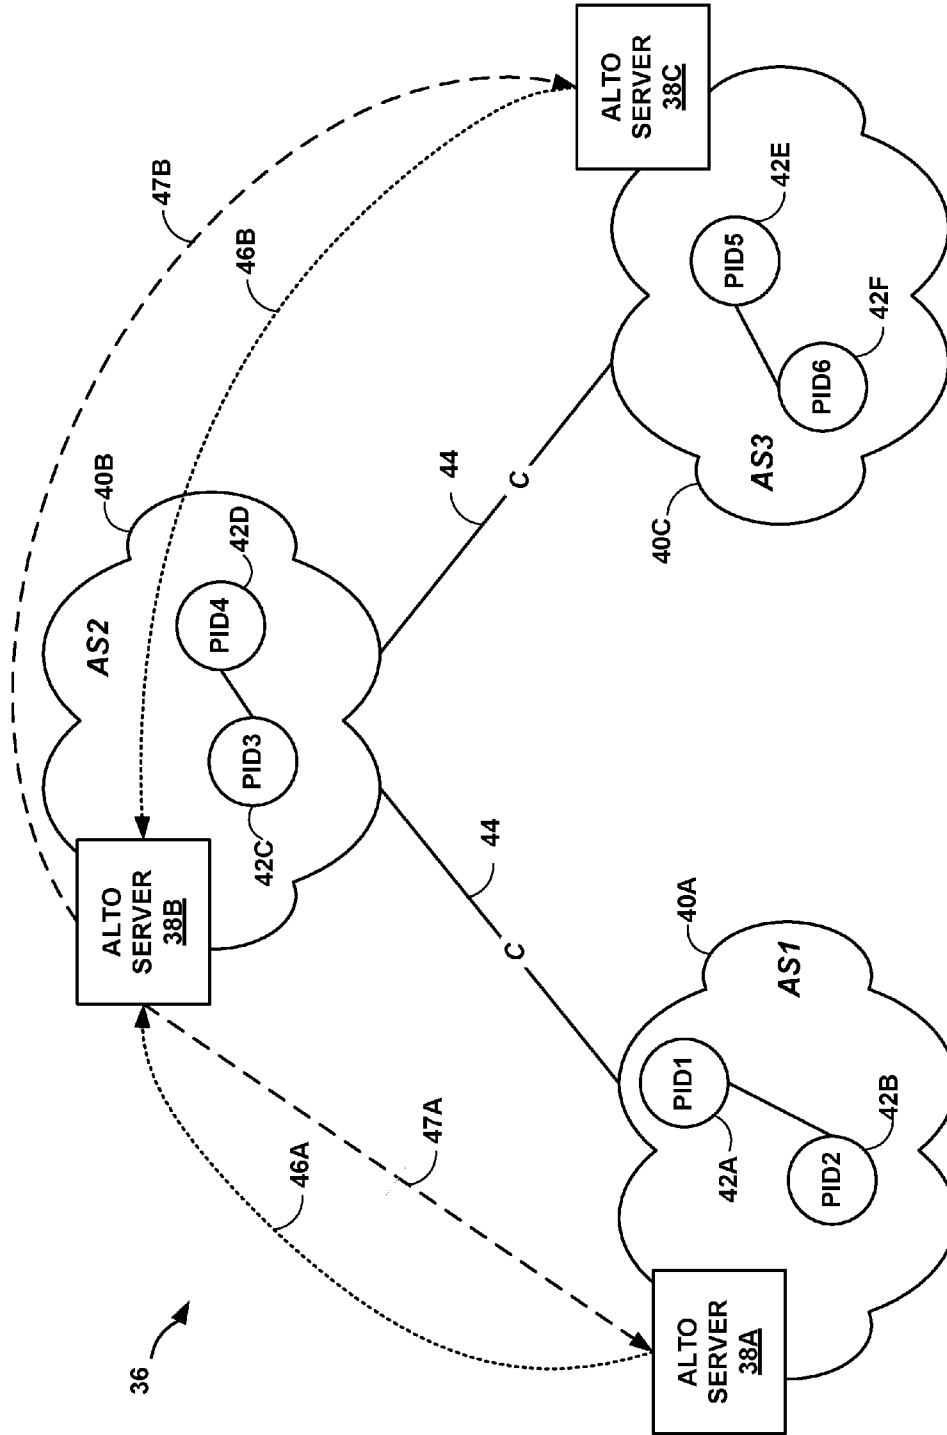 36
ALTO
SERVER
38A
46A
47A
ALTO
SERVER
38B
AS1
40A
PID1
42A
PID2
42B
C
44
AS2
40B
PID3
42C
PID4
42D
C
44
46B
47B
ALTO
SERVER
38C
AS3
40C
PID5
42E
PID6
42F